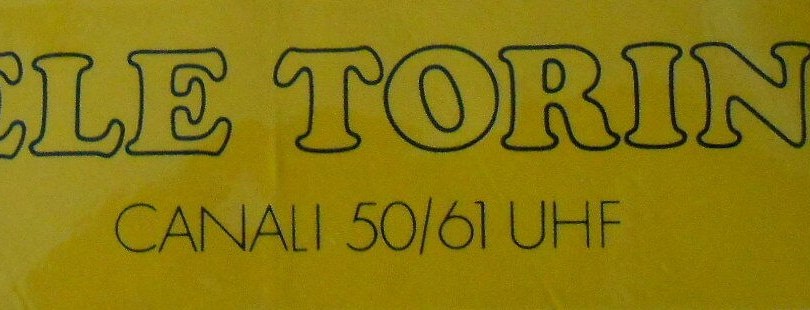 ELE TORIN
CANALI 50/61 UHF